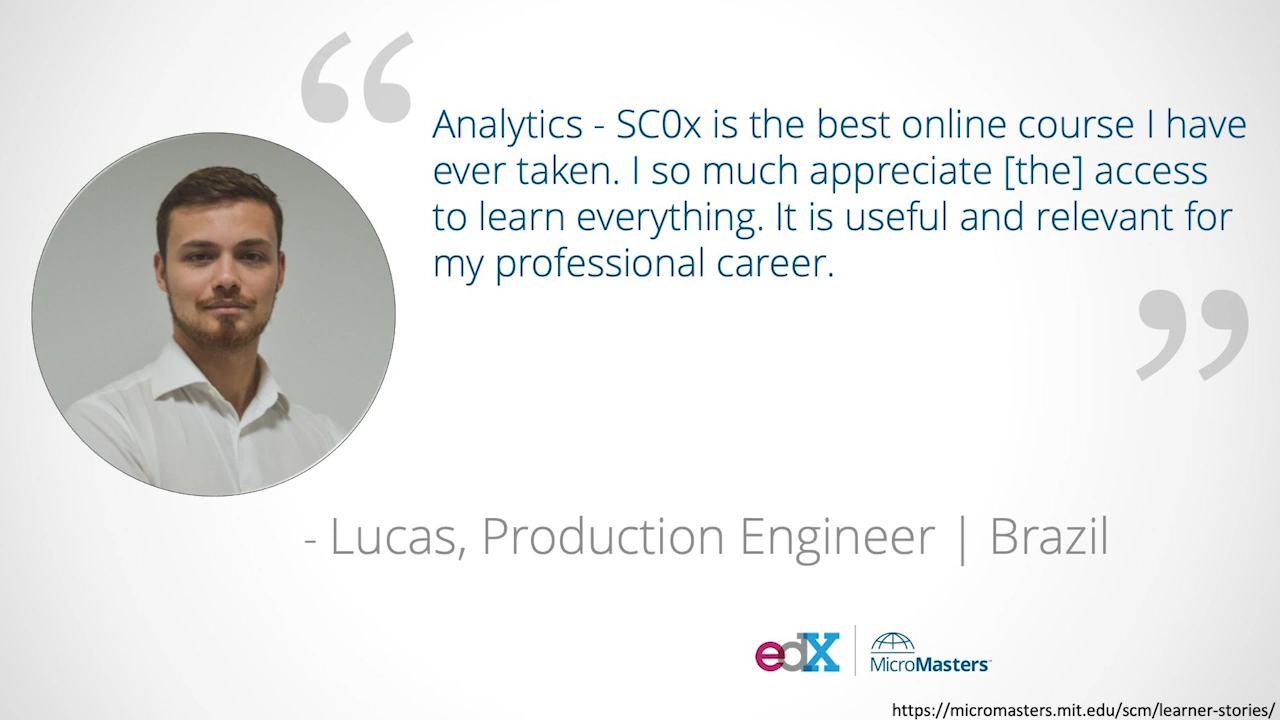 “
Analytics - SC0x is the best online course I have
ever taken. I so much appreciate [the] access
to learn everything. It is useful and relevant for
my professional career.
”
- Lucas, Production Engineer | Brazil
edX | MicroMasters™
https://micromasters.mit.edu/scm/learner-stories/